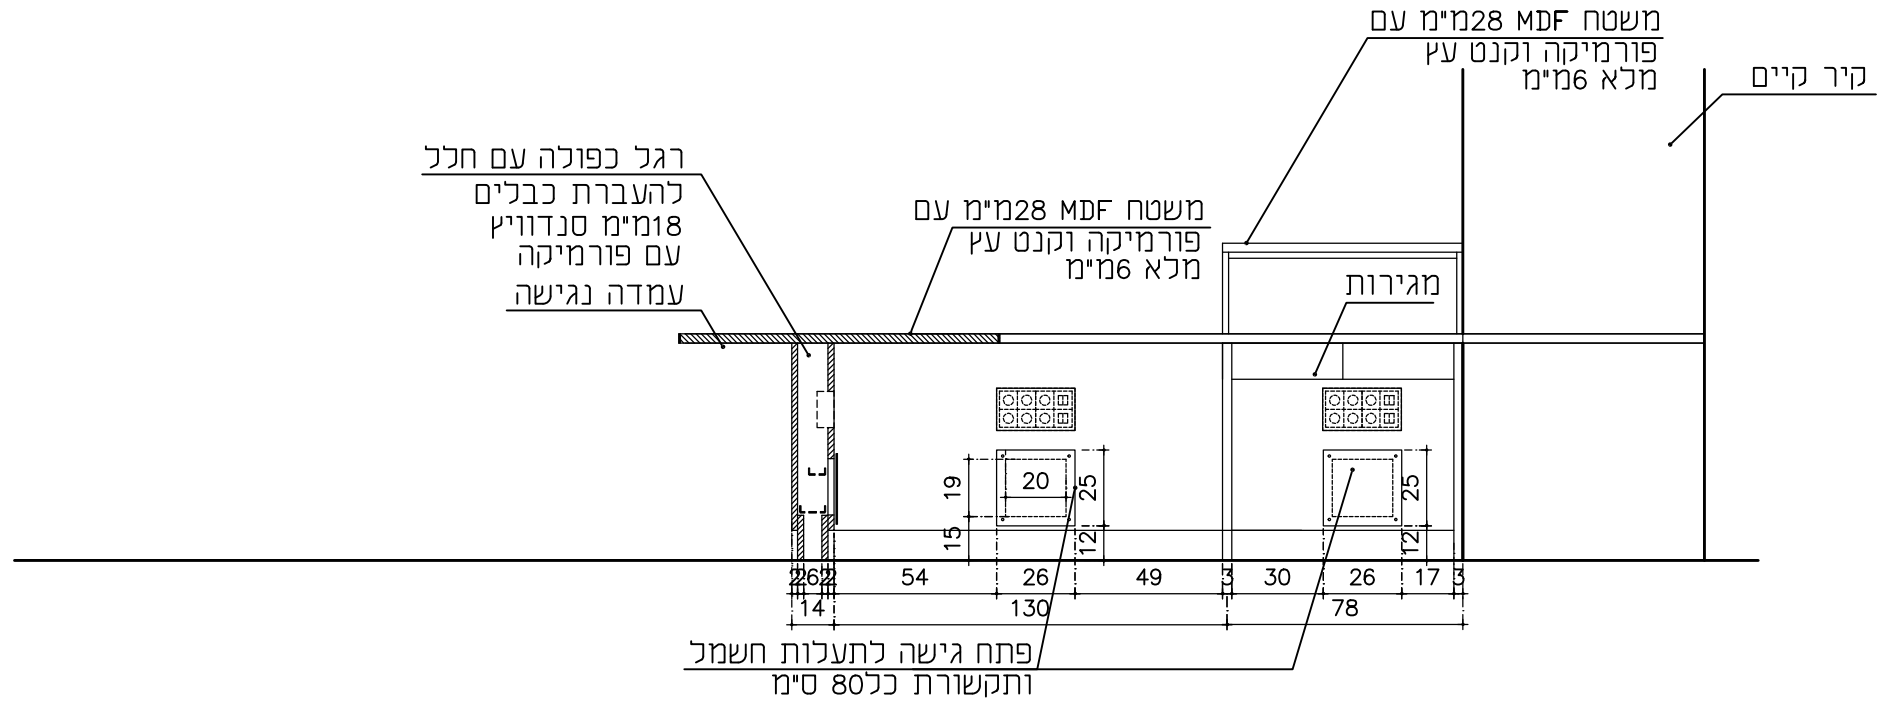 משטח MDF 28מ"מ עם
פורמיקה וקנט עץ
מלא 6מ"מ
קיר קיים
רגל כפולה עם חלל
להעברת כבלים
18מ"מ סנדוויץ
עם פורמיקה
עמדה נגישה
משטח MDF 28מ"מ עם
פורמיקה וקנט עץ
מלא 6מ"מ
מגירות
19
20
25
15
12
25
12
2 2 6 2 2 54 26 49 3 30 26 17 3
14 130 78
פתח גישה לתעלות חשמל
ותקשורת כל80 ס"מ